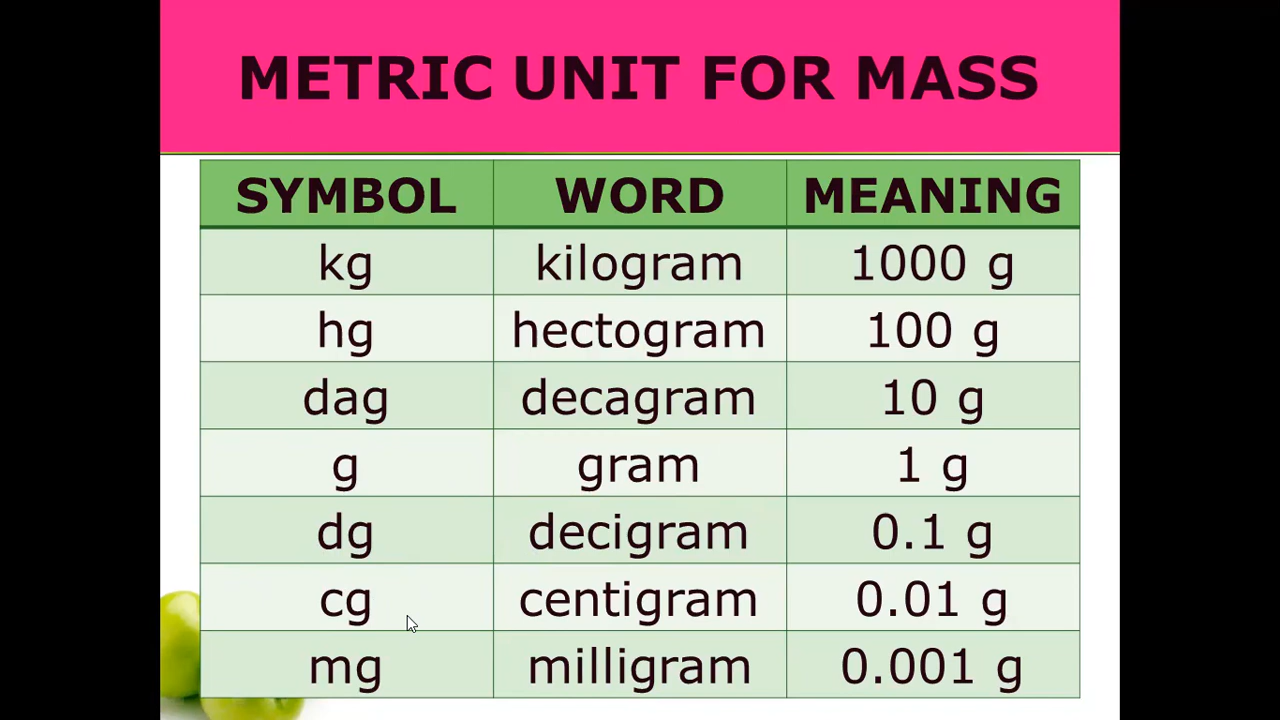 METRIC UNIT FOR MASS
SYMBOL WORD MEANING
kg kilogram 1000 g
hg hectogram 100 g
dag decagram 10 g
g gram 1 g
dg decigram 0.1 g
cg centigram 0.01 g
mg milligram 0.001 g